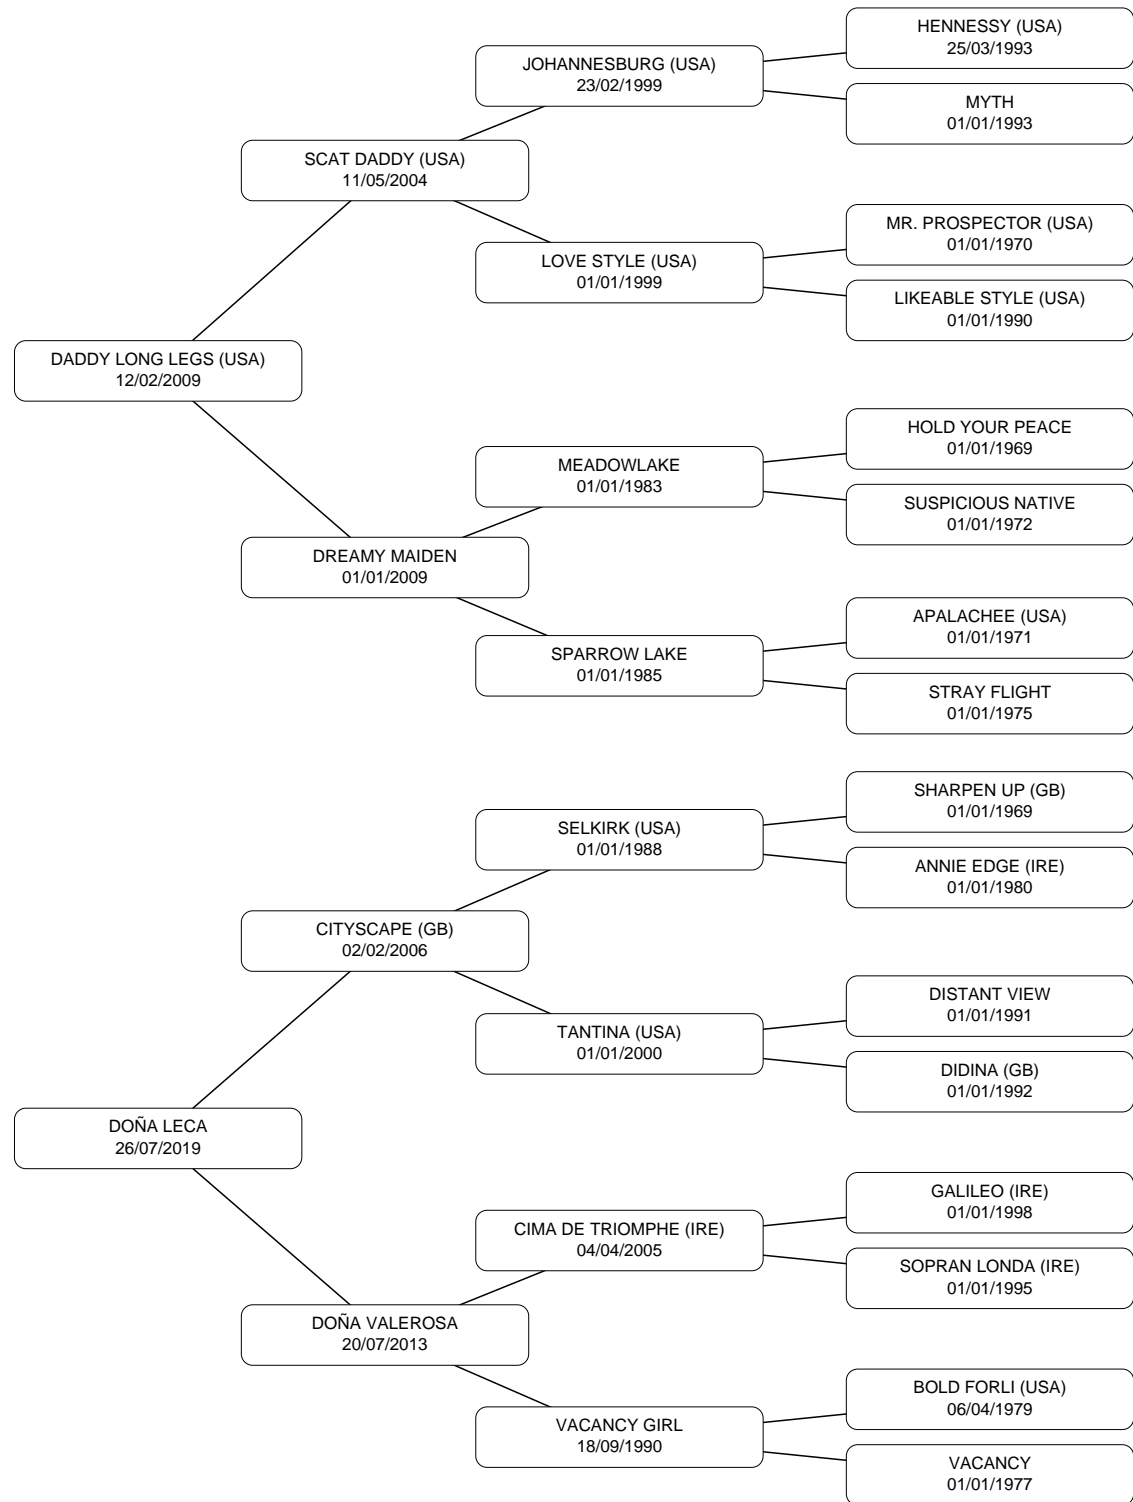 HENNESSY (USA)
25/03/1993
JOHANNESBURG (USA)
23/02/1999
MYTH
01/01/1993
SCAT DADDY (USA)
11/05/2004
MR. PROSPECTOR (USA)
01/01/1970
LOVE STYLE (USA)
01/01/1999
LIKEABLE STYLE (USA)
01/01/1990
DADDY LONG LEGS (USA)
12/02/2009
HOLD YOUR PEACE
01/01/1969
MEADOWLAKE
01/01/1983
SUSPICIOUS NATIVE
01/01/1972
DREAMY MAIDEN
01/01/2009
APALACHEE (USA)
01/01/1971
SPARROW LAKE
01/01/1985
STRAY FLIGHT
01/01/1975
SHARPEN UP (GB)
01/01/1969
SELKIRK (USA)
01/01/1988
ANNIE EDGE (IRE)
01/01/1980
CITYSCAPE (GB)
02/02/2006
DISTANT VIEW
01/01/1991
TANTINA (USA)
01/01/2000
DIDINA (GB)
01/01/1992
DOÑA LECA
26/07/2019
GALILEO (IRE)
01/01/1998
CIMA DE TRIOMPHE (IRE)
04/04/2005
SOPRAN LONDA (IRE)
01/01/1995
DOÑA VALEROSA
20/07/2013
BOLD FORLI (USA)
06/04/1979
VACANCY GIRL
18/09/1990
VACANCY
01/01/1977